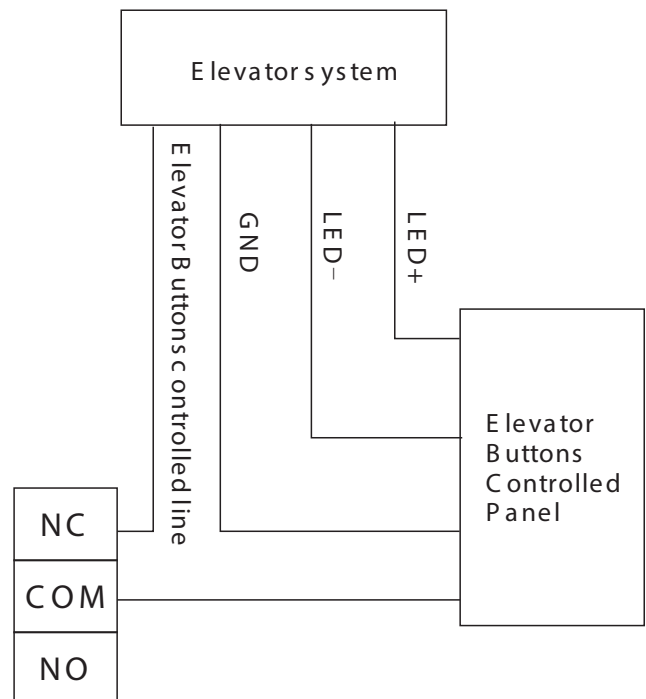 Elevator system
Elevator Buttons controlled line
GND
LED-
LED+
Elevator
Buttons
Controlled
Panel
NC
COM
NO